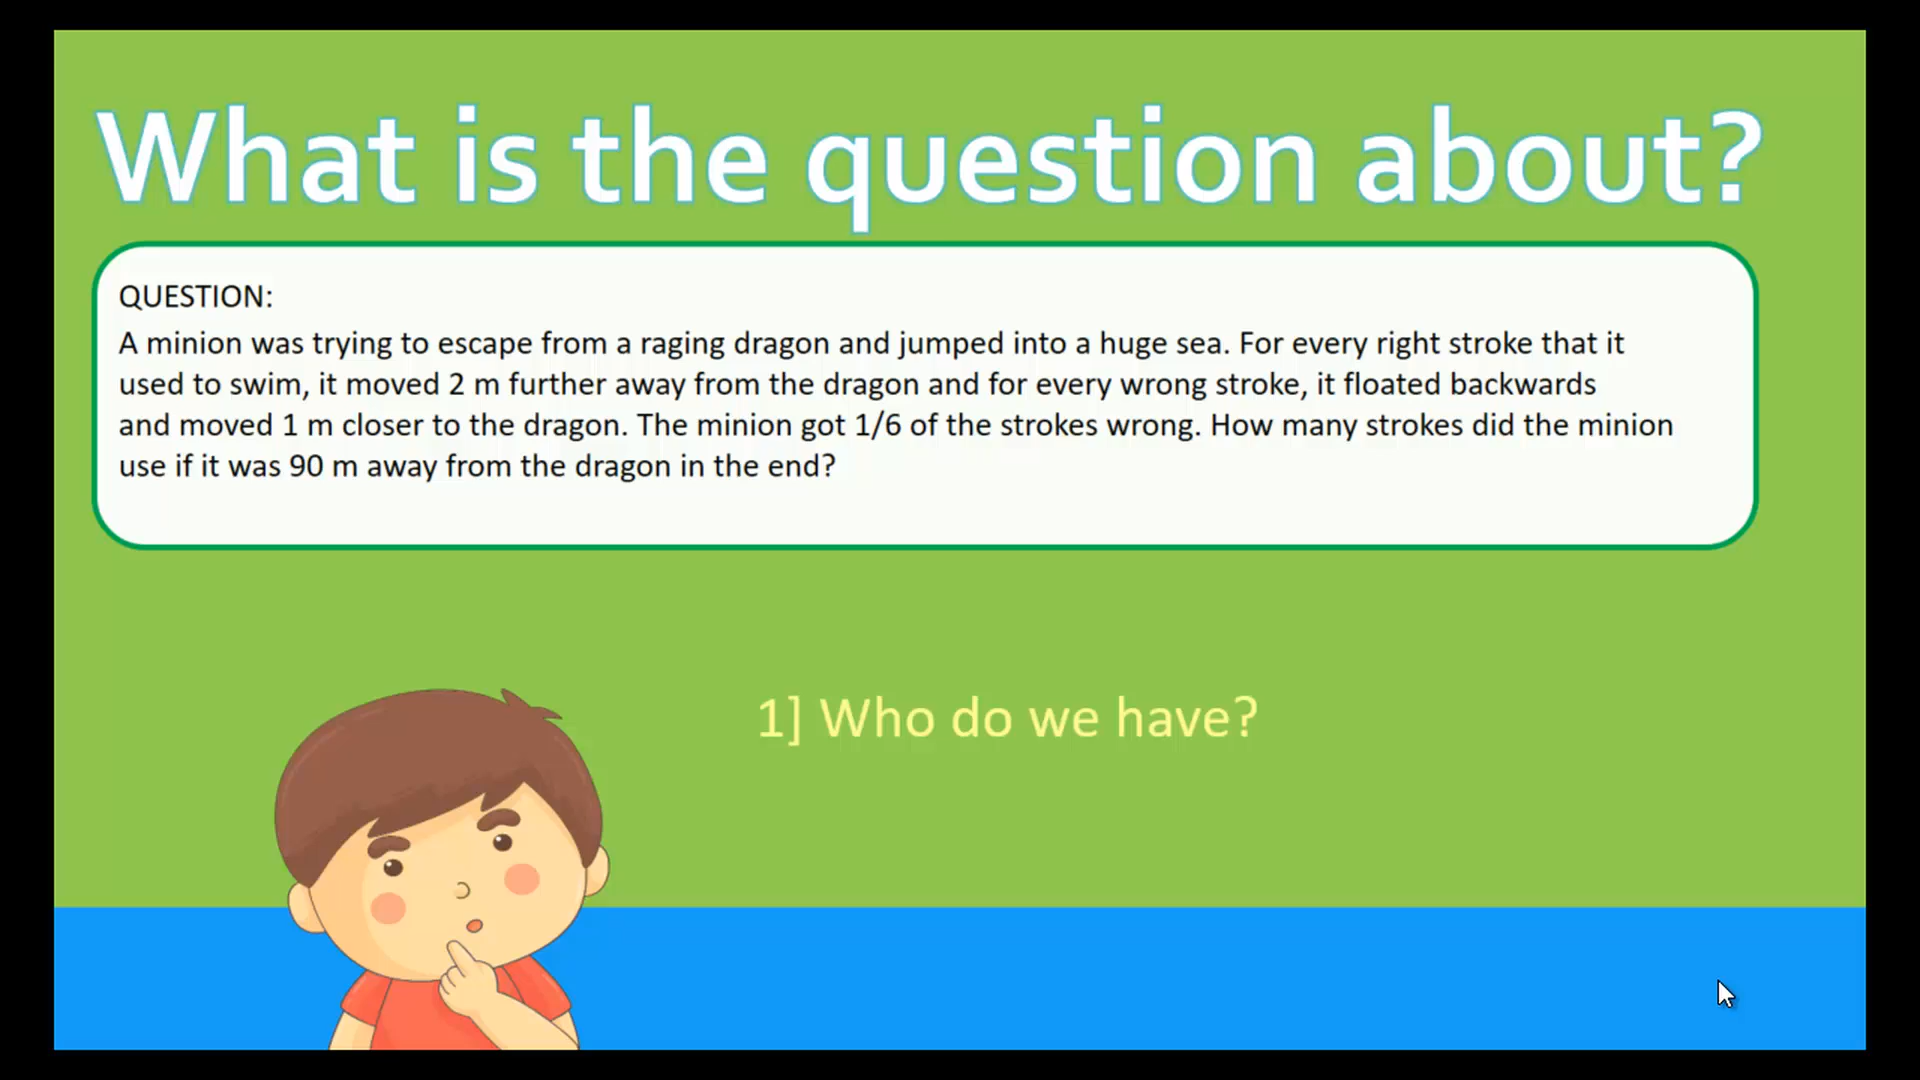 What is the question about?
QUESTION:
A minion was trying to escape from a raging dragon and jumped into a huge sea. For every right stroke that it
used to swim, it moved 2 m further away from the dragon and for every wrong stroke, it floated backwards
and moved 1 m closer to the dragon. The minion got 1/6 of the strokes wrong. How many strokes did the minion
use if it was 90 m away from the dragon in the end?
1] Who do we have?